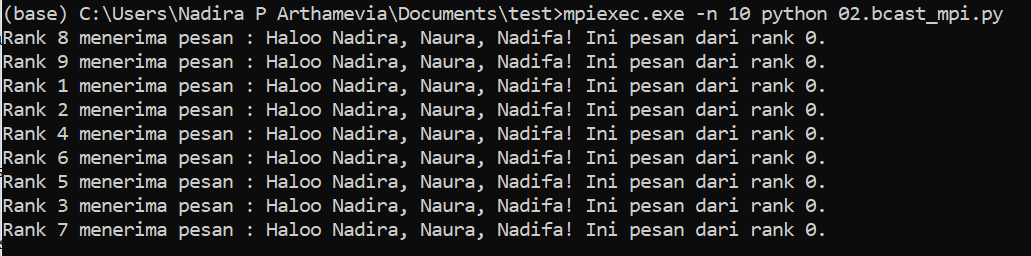 (base) C:\Users\Nadira P Arthamevia\Documents\test>mpiexec.exe -n 10 python 02.bcast_mpi.py
Rank 8 menerima pesan : Haloo Nadira, Naura, Nadifa! Ini pesan dari rank 0.
Rank 9 menerima pesan : Haloo Nadira, Naura, Nadifa! Ini pesan dari rank 0.
Rank 1 menerima pesan : Haloo Nadira, Naura, Nadifa! Ini pesan dari rank 0.
Rank 2 menerima pesan : Haloo Nadira, Naura, Nadifa! Ini pesan dari rank 0.
Rank 4 menerima pesan : Haloo Nadira, Naura, Nadifa! Ini pesan dari rank 0.
Rank 6 menerima pesan : Haloo Nadira, Naura, Nadifa! Ini pesan dari rank 0.
Rank 5 menerima pesan : Haloo Nadira, Naura, Nadifa! Ini pesan dari rank 0.
Rank 3 menerima pesan : Haloo Nadira, Naura, Nadifa! Ini pesan dari rank 0.
Rank 7 menerima pesan : Haloo Nadira, Naura, Nadifa! Ini pesan dari rank 0.